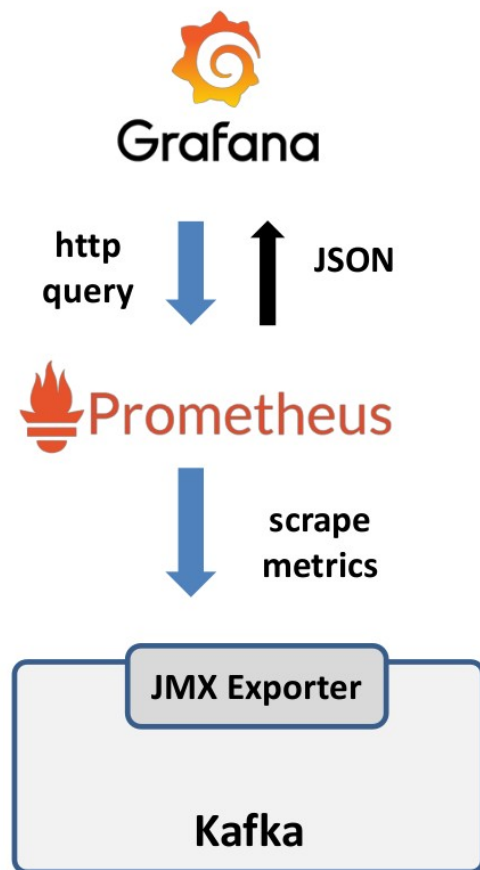 Grafana
http
query
JSON
Prometheus
scrape
metrics
JMX Exporter
Kafka